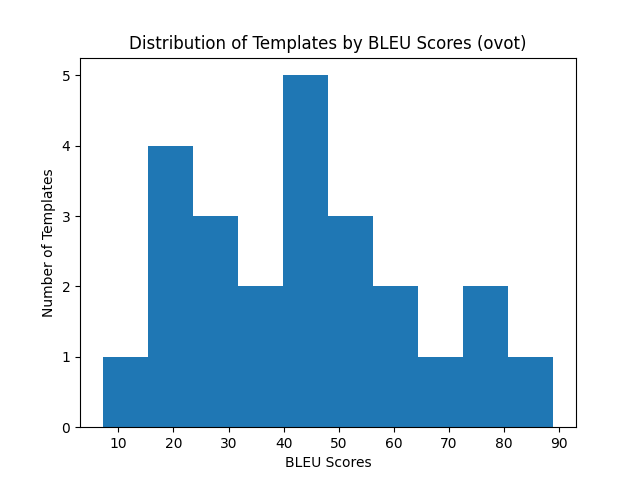 Distribution of Templates by BLEU Scores (ovot)
Number of Templates
5
4
3
2
1
0
10 20 30 40 50 60 70 80 90
BLEU Scores